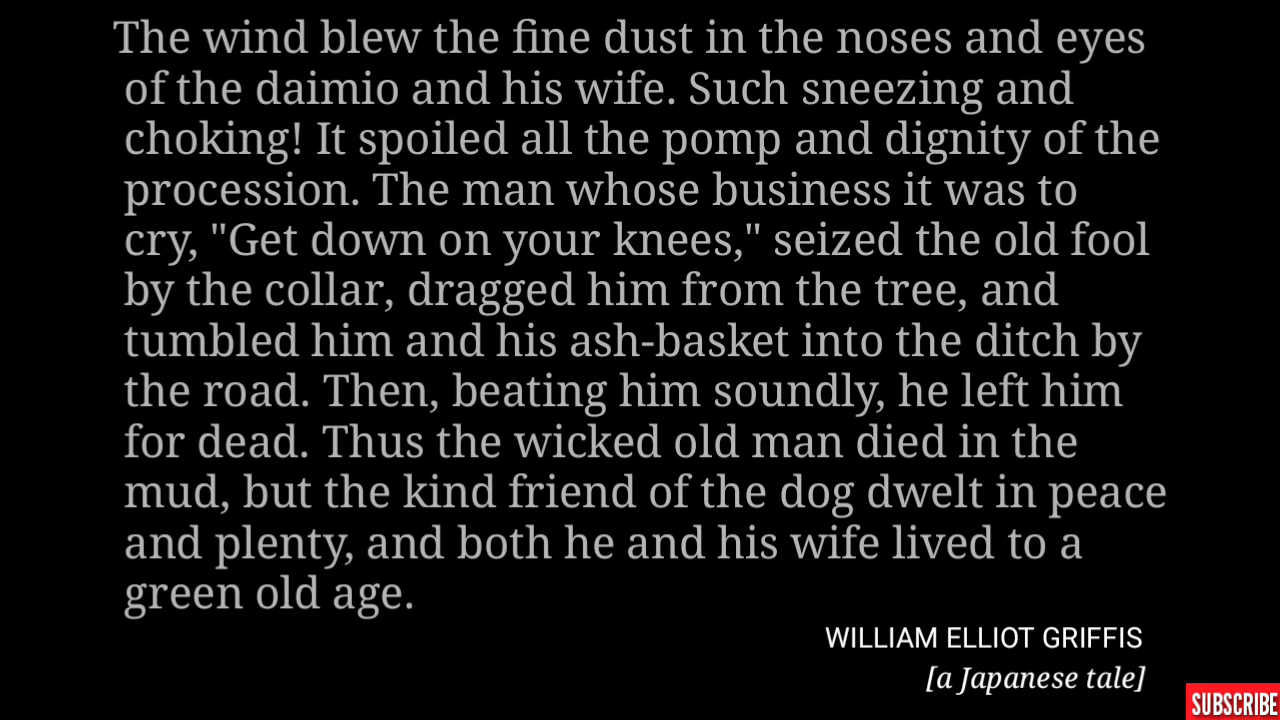 The wind blew the fine dust in the noses and eyes
of the daimio and his wife. Such sneezing and
choking! It spoiled all the pomp and dignity of the
procession. The man whose business it was to
cry, "Get down on your knees," seized the old fool
by the collar, dragged him from the tree, and
tumbled him and his ash-basket into the ditch by
the road. Then, beating him soundly, he left him
for dead. Thus the wicked old man died in the
mud, but the kind friend of the dog dwelt in peace
and plenty, and both he and his wife lived to a
green old age.
WILLIAM ELLIOT GRIFFIS
[a Japanese tale]
SUBSCRIBE